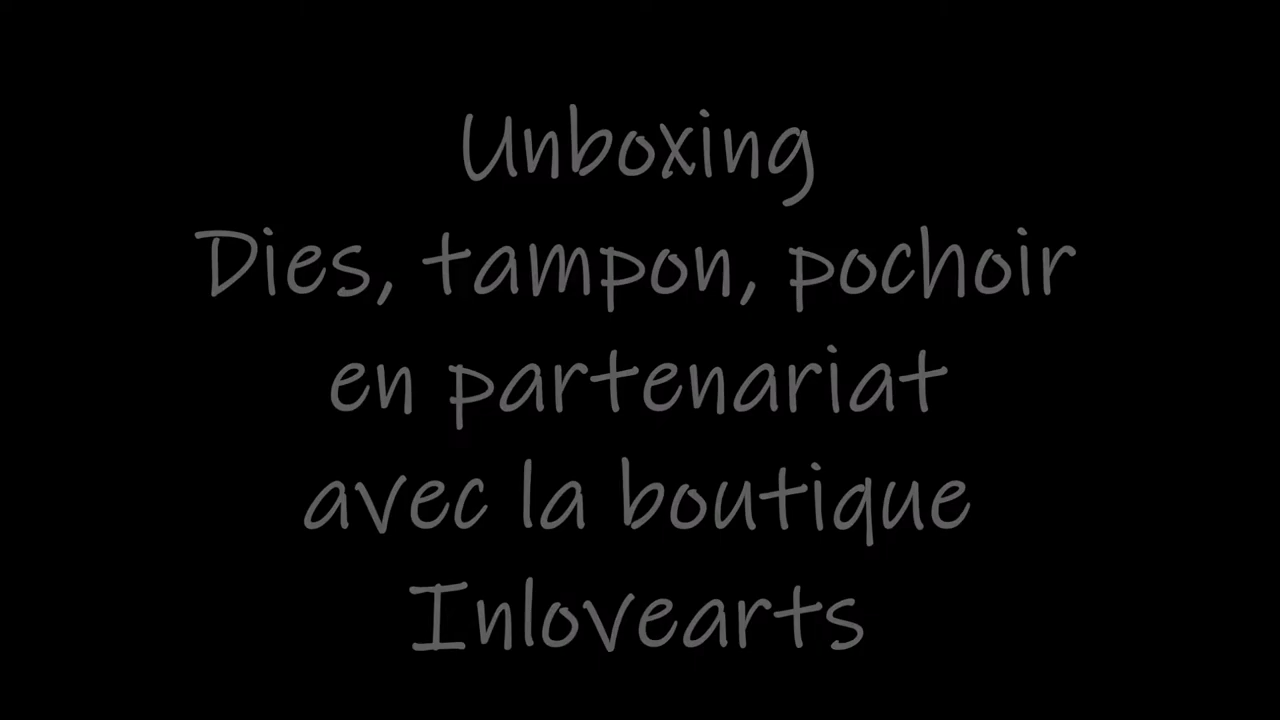 Unboxing
Dies, tampon, pochoir
en partenariat
avec la boutique
Inlovearts